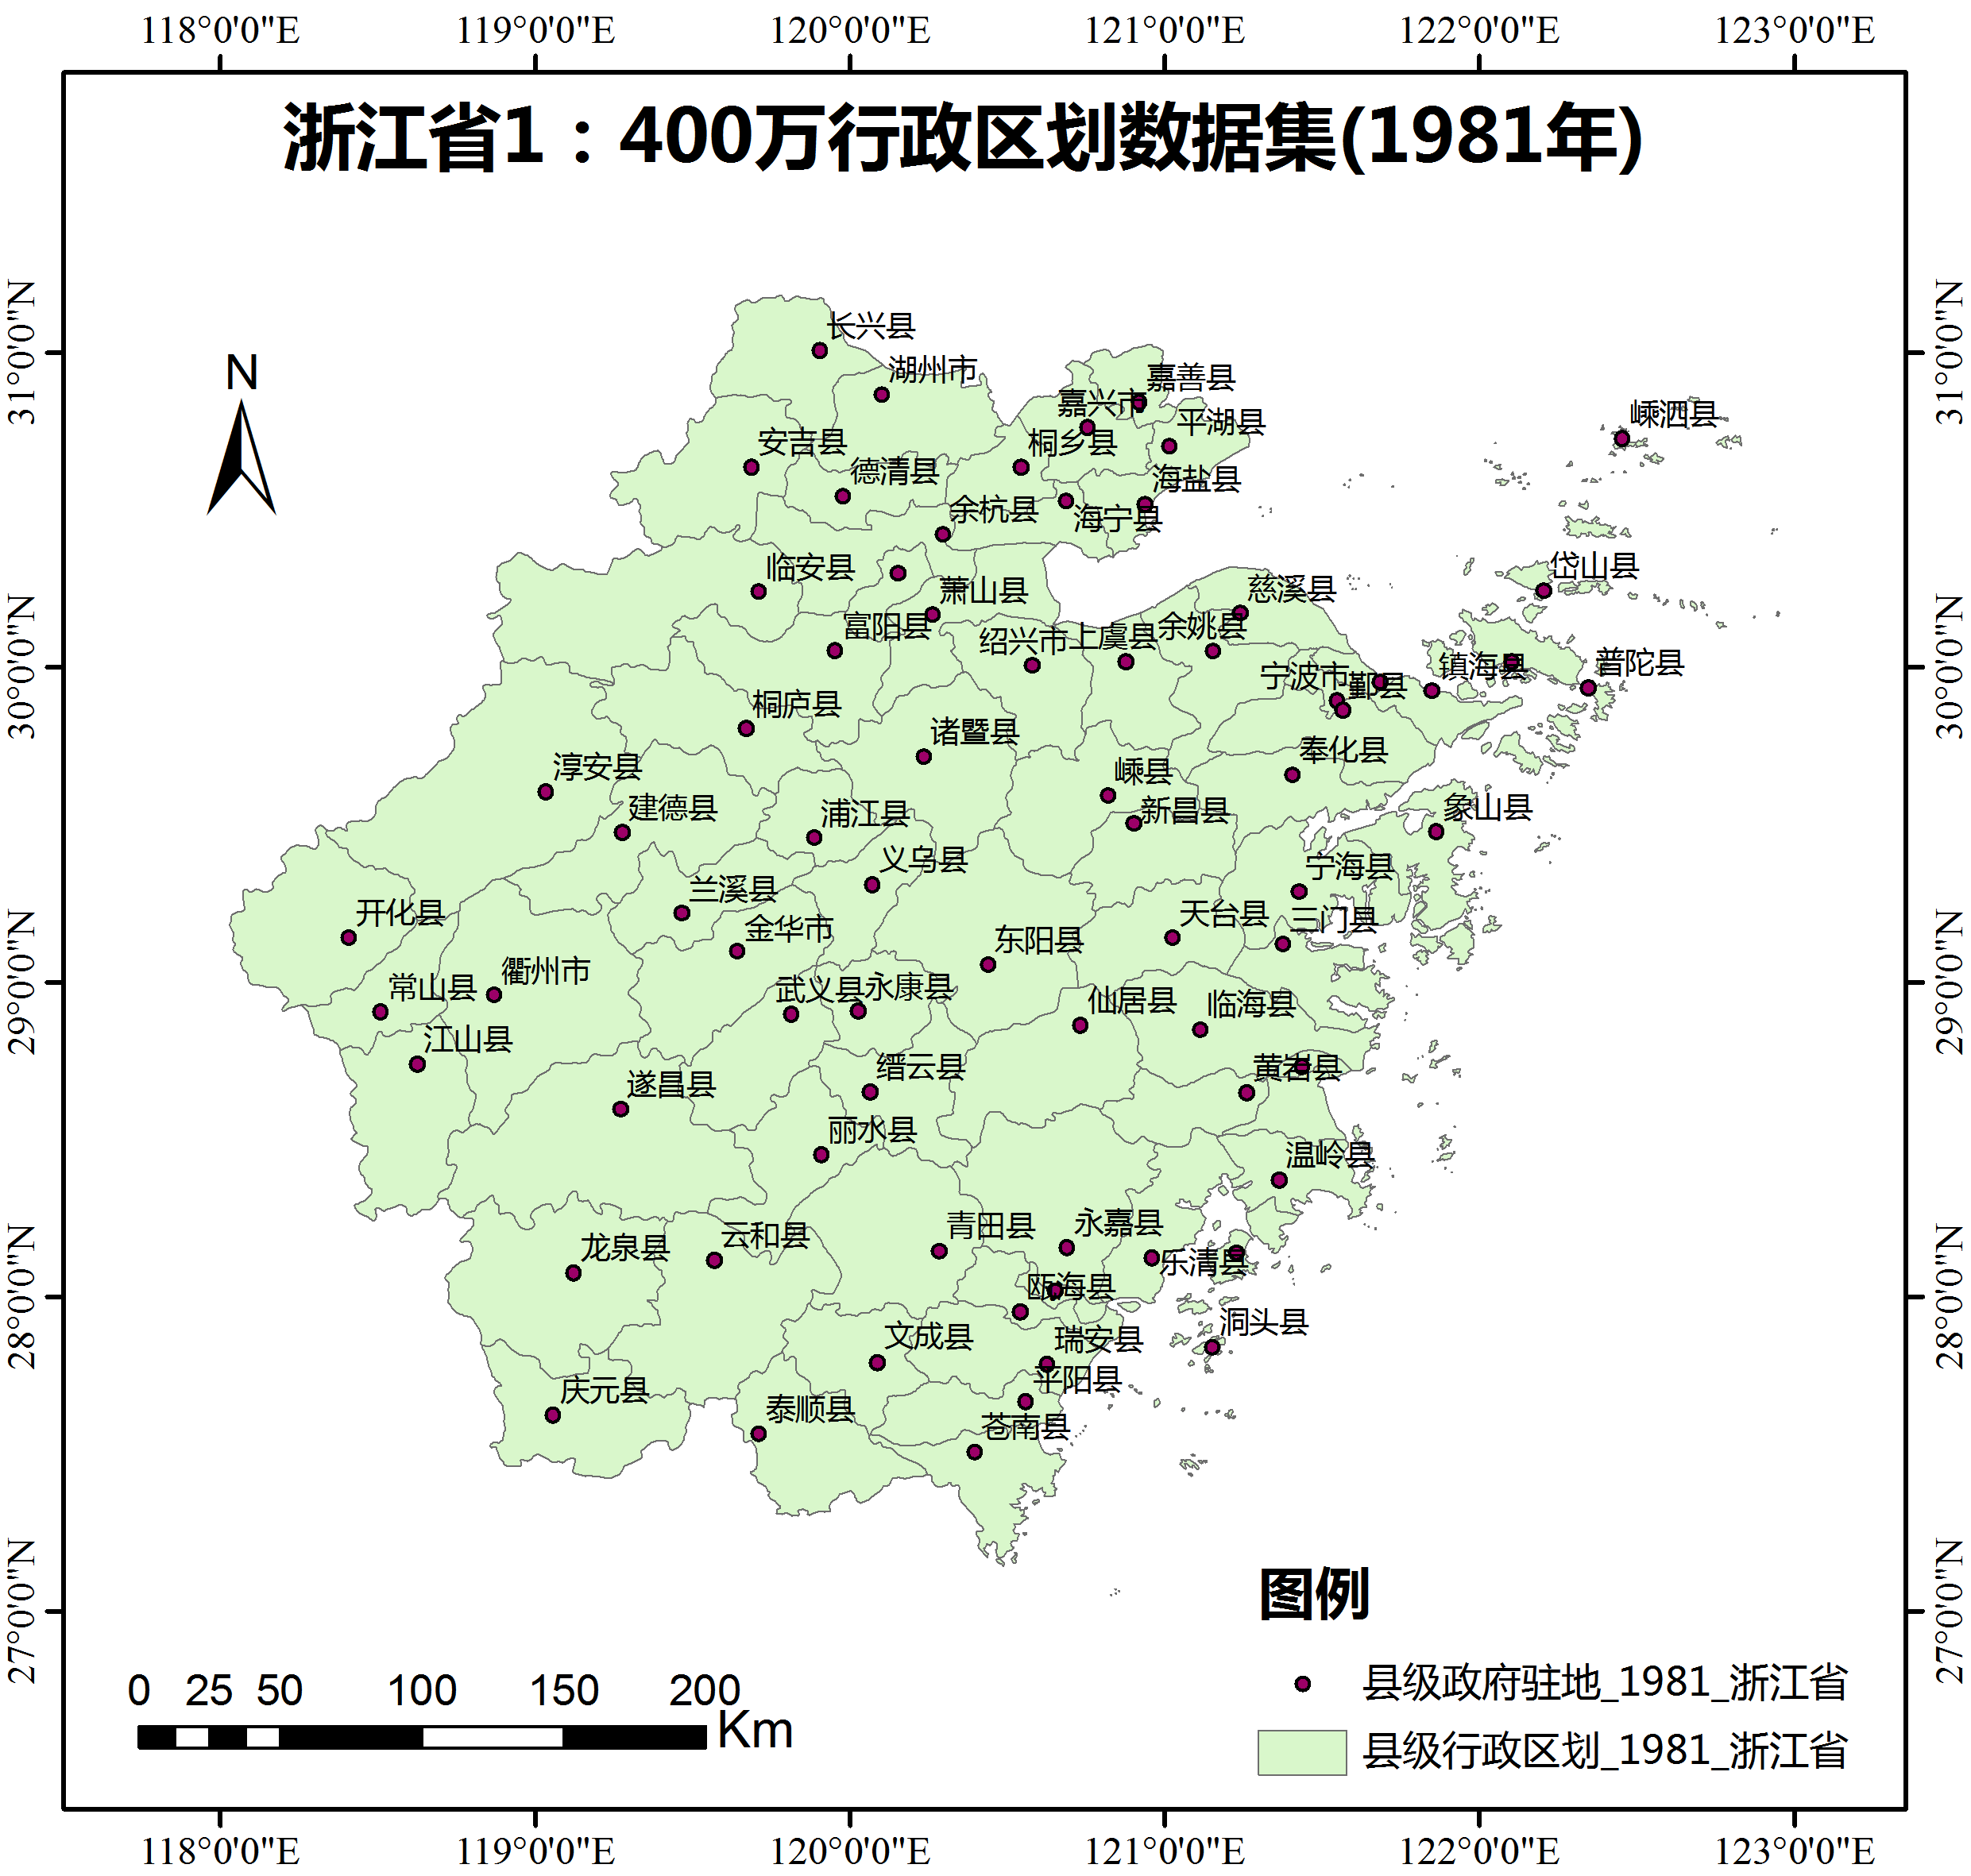 118°0'0"E 119°0'0"E 120°0'0"E 121°0'0"E 122°0'0"E 123°0'0"E
浙江省1：400万行政区划数据集(1981年)
31°0'0"N
30°0'0"N
29°0'0"N
28°0'0"N
27°0'0"N
31°0'0"N
30°0'0"N
29°0'0"N
28°0'0"N
27°0'0"N
N
长兴县
湖州市
嘉善县
嘉兴市
平湖县
嵊泗县
安吉县
桐乡县
德清县
海盐县
余杭县
海宁县
临安县
岱山县
萧山县
慈溪县
富阳县
余姚县
绍兴市
上虞县
镇海县
普陀县
宁波市
鄞县
桐庐县
诸暨县
奉化县
淳安县
嵊县
建德县
浦江县
新昌县
象山县
义乌县
宁海县
兰溪县
开化县
天台县
三门县
金华市
东阳县
衢州市
常山县
武义县
永康县
仙居县
临海县
江山县
缙云县
黄岩县
遂昌县
丽水县
温岭县
青田县
永嘉县
云和县
龙泉县
乐清县
瓯海县
洞头县
文成县
瑞安县
平阳县
庆元县
泰顺县
苍南县
图例
县级政府驻地_1981_浙江省
县级行政区划_1981_浙江省
0 25 50 100 150 200
Km
118°0'0"E 119°0'0"E 120°0'0"E 121°0'0"E 122°0'0"E 123°0'0"E